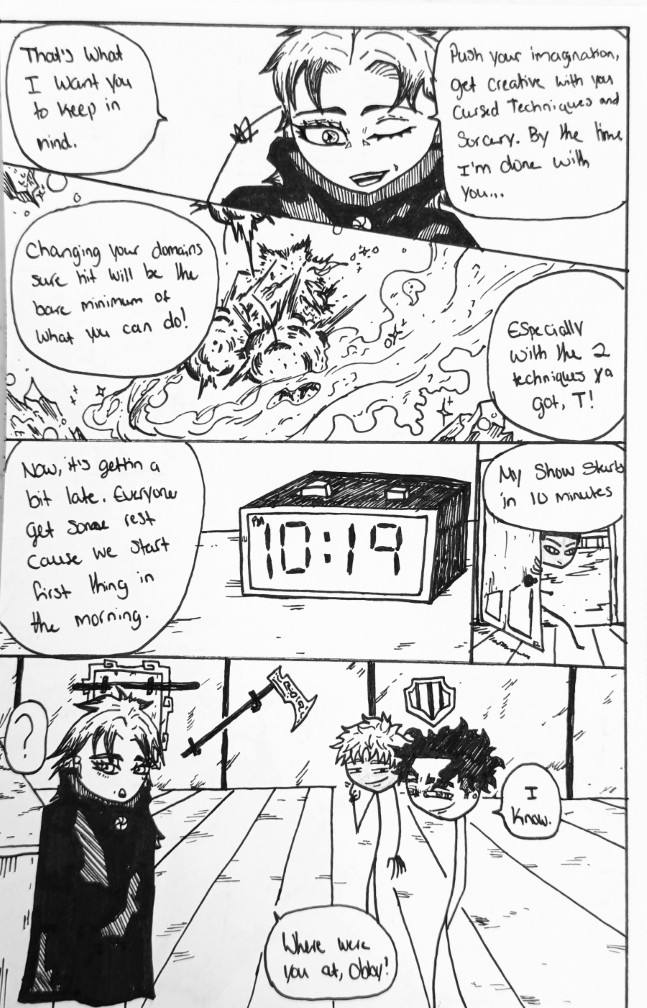 That's what
I want you
to keep in
mind.
Push your imagination,
get creative with you
Cursed Techniques and
Sorcery. By the time
I'm done with
you...
Changing your domains
sure hit will be the
bare minimum of
what you can do!
Especially
with the 2
techniques ya
got, T!
Now, it's gettin a
bit late. Everyone
get some rest
cause we start
first thing in
the morning.
PM
10:19
My Show Starts
in 10 minutes
?
I
know.
Where were
you at, Obby?